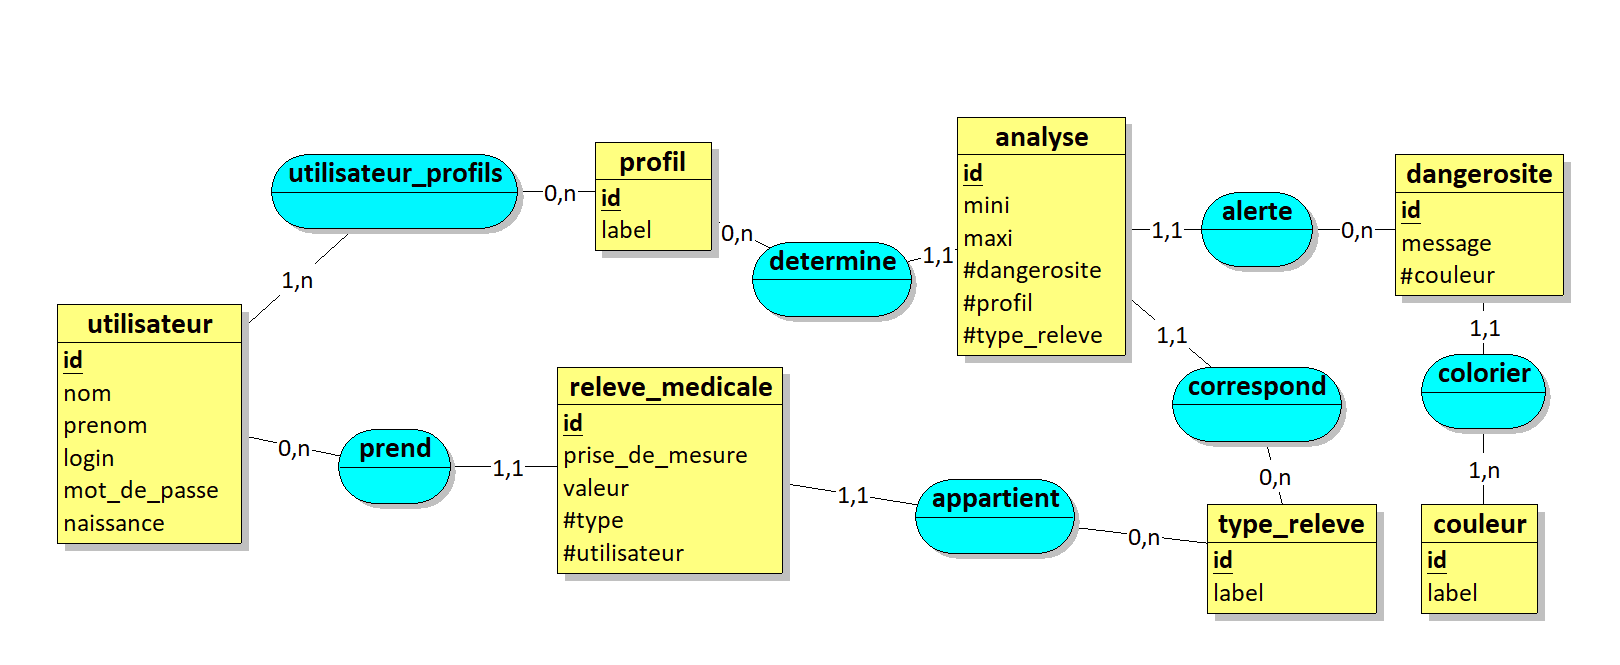 utilisateur_profils
0,n
1,n
profil
id
label
0,n
determine
1,1
analyse
id
mini
maxi
#dangerosite
#profil
#type_releve
1,1
alerte
0,n
dangerosite
id
message
#couleur
1,1
colorier
1,n
couleur
id
label
1,1
correspond
0,n
type_releve
id
label
utilisateur
id
nom
prenom
login
mot_de_passe
naissance
0,n
prend
1,1
releve_medicale
id
prise_de_mesure
valeur
#type
#utilisateur
1,1
appartient
0,n